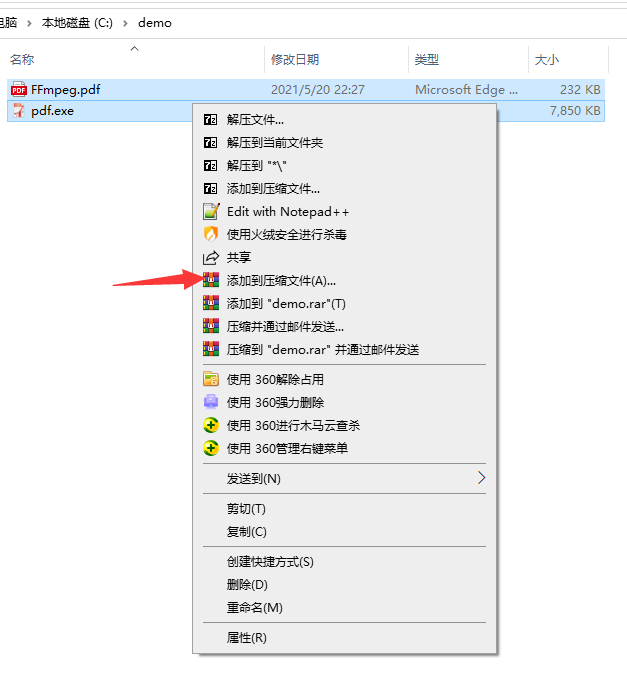 电脑 › 本地磁盘 (C:) › demo
名称 修改日期 类型 大小
FFmpeg.pdf 2021/5/20 22:27 Microsoft Edge ... 232 KB
pdf.exe 7,850 KB
解压文件...
解压到当前文件夹
解压到 "*\"
添加到压缩文件...
Edit with Notepad++
使用火绒安全进行杀毒
共享
添加到压缩文件(A)...
添加到 "demo.rar"(T)
压缩并通过邮件发送...
压缩到 "demo.rar" 并通过邮件发送
使用 360解除占用
使用 360强力删除
使用 360进行木马云查杀
使用 360管理右键菜单
发送到(N)
剪切(T)
复制(C)
创建快捷方式(S)
删除(D)
重命名(M)
属性(R)